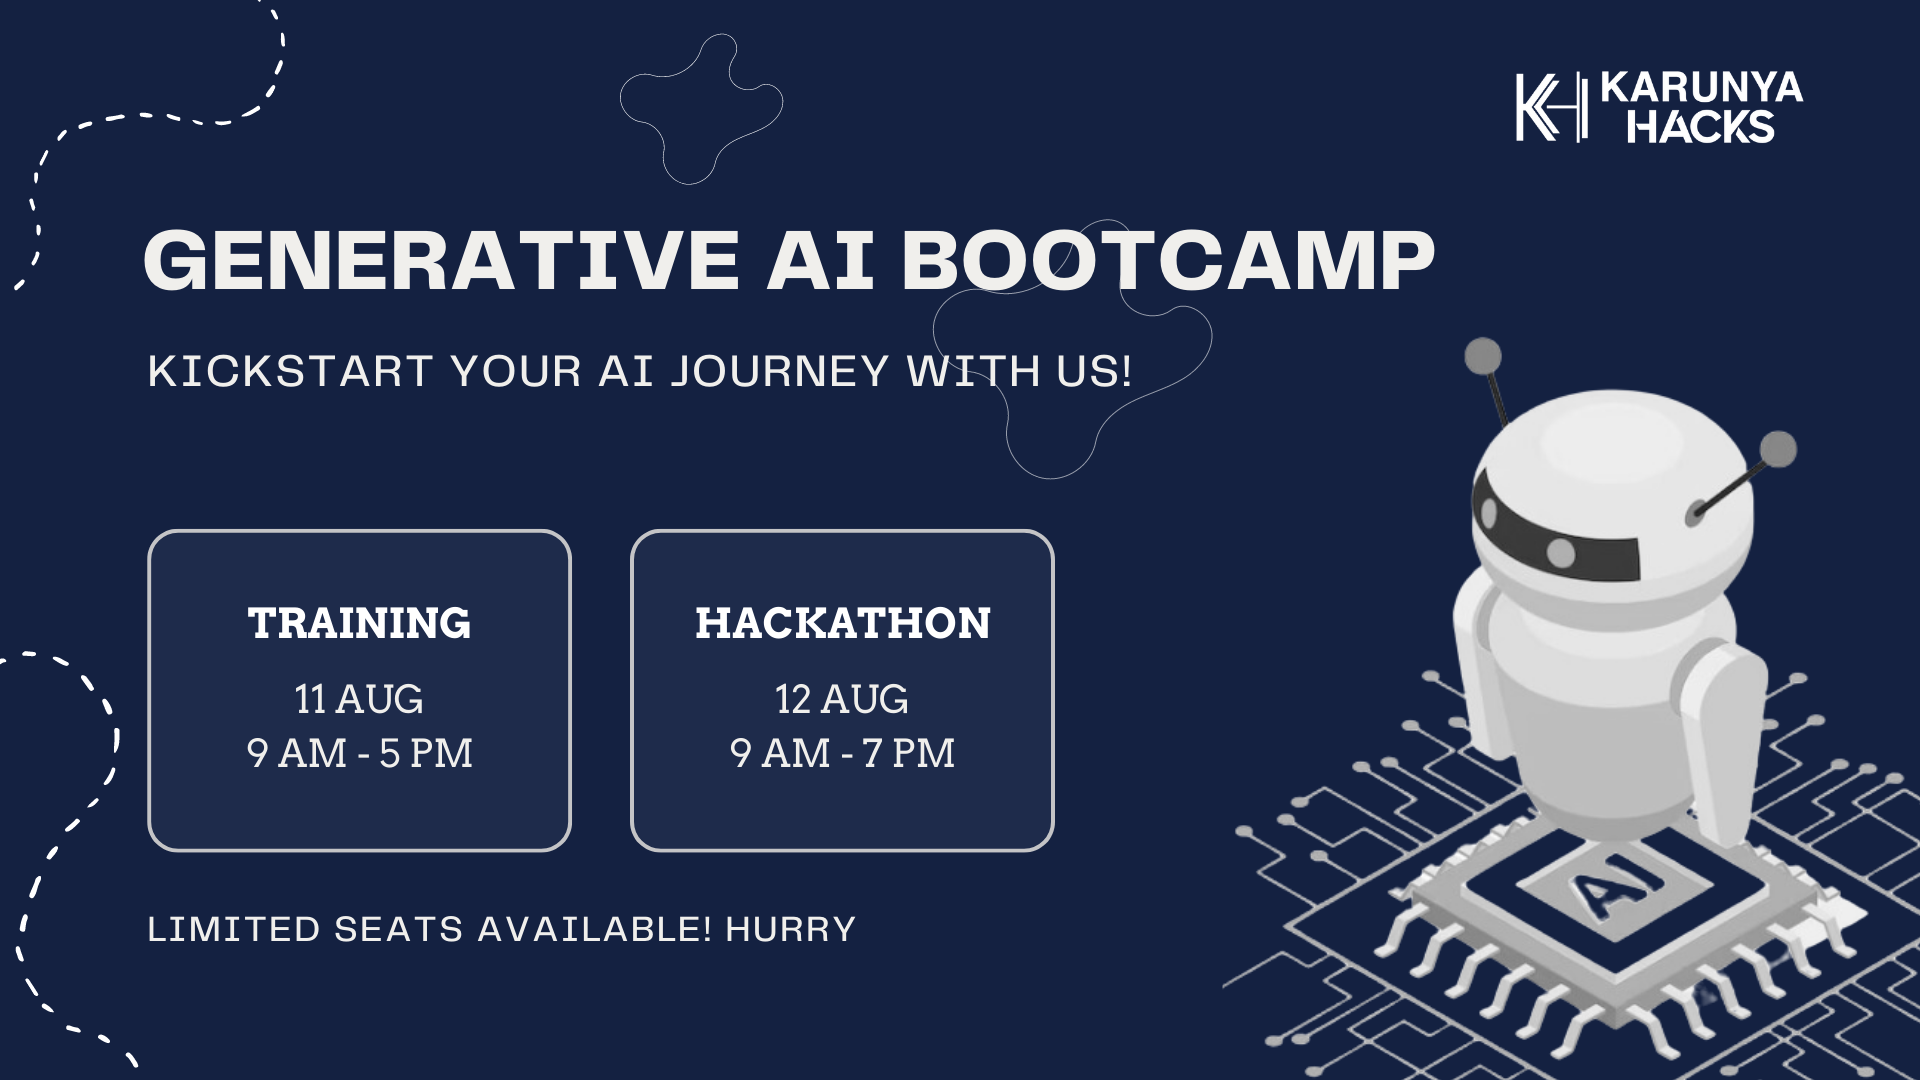 KARUNYA
HACKS
GENERATIVE AI BOOTCAMP
KICKSTART YOUR AI JOURNEY WITH US!
TRAINING
11 AUG
9 AM - 5 PM
HACKATHON
12 AUG
9 AM - 7 PM
LIMITED SEATS AVAILABLE! HURRY
AI